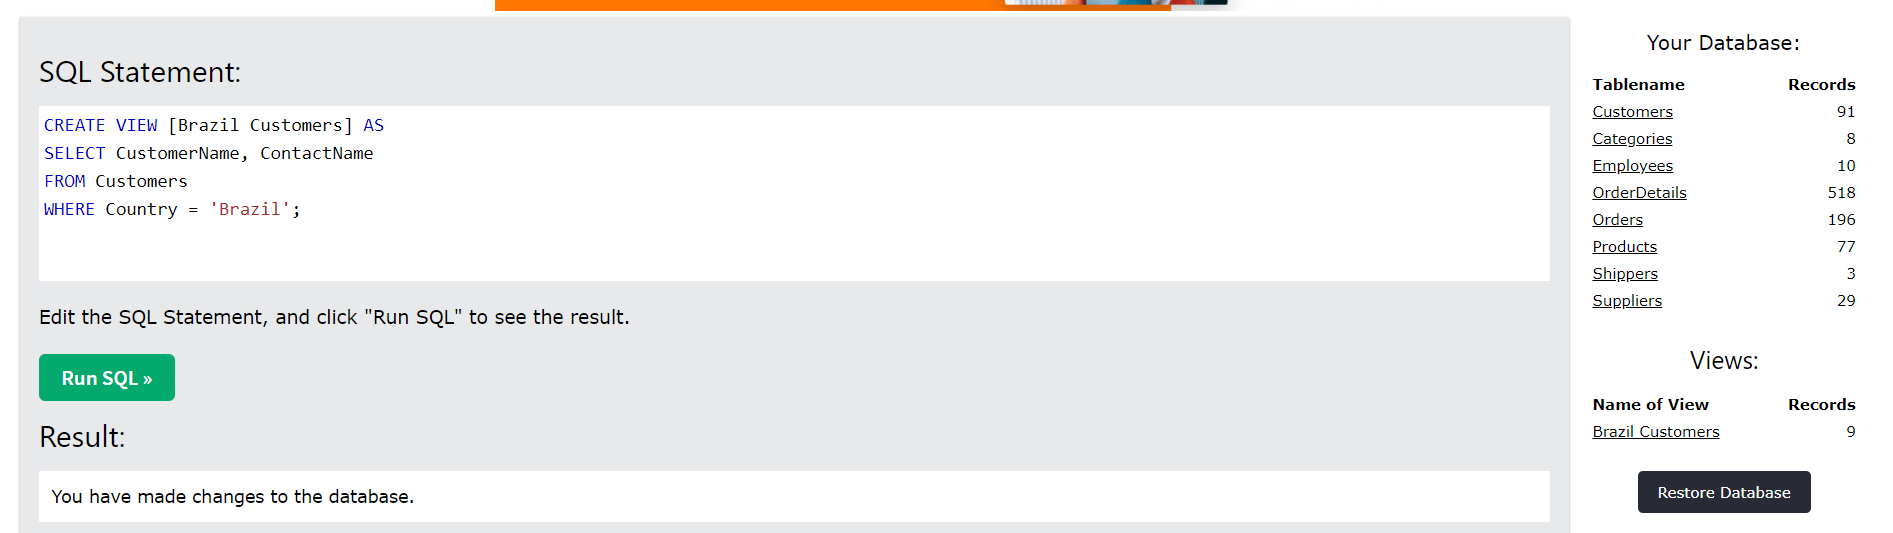 SQL Statement:
CREATE VIEW [Brazil Customers] AS
SELECT CustomerName, ContactName
FROM Customers
WHERE Country = 'Brazil';
Edit the SQL Statement, and click "Run SQL" to see the result.
Run SQL »
Result:
You have made changes to the database.
Your Database:
Tablename Records
Customers 91
Categories 8
Employees 10
OrderDetails 518
Orders 196
Products 77
Shippers 3
Suppliers 29
Views:
Name of View Records
Brazil Customers 9
Restore Database